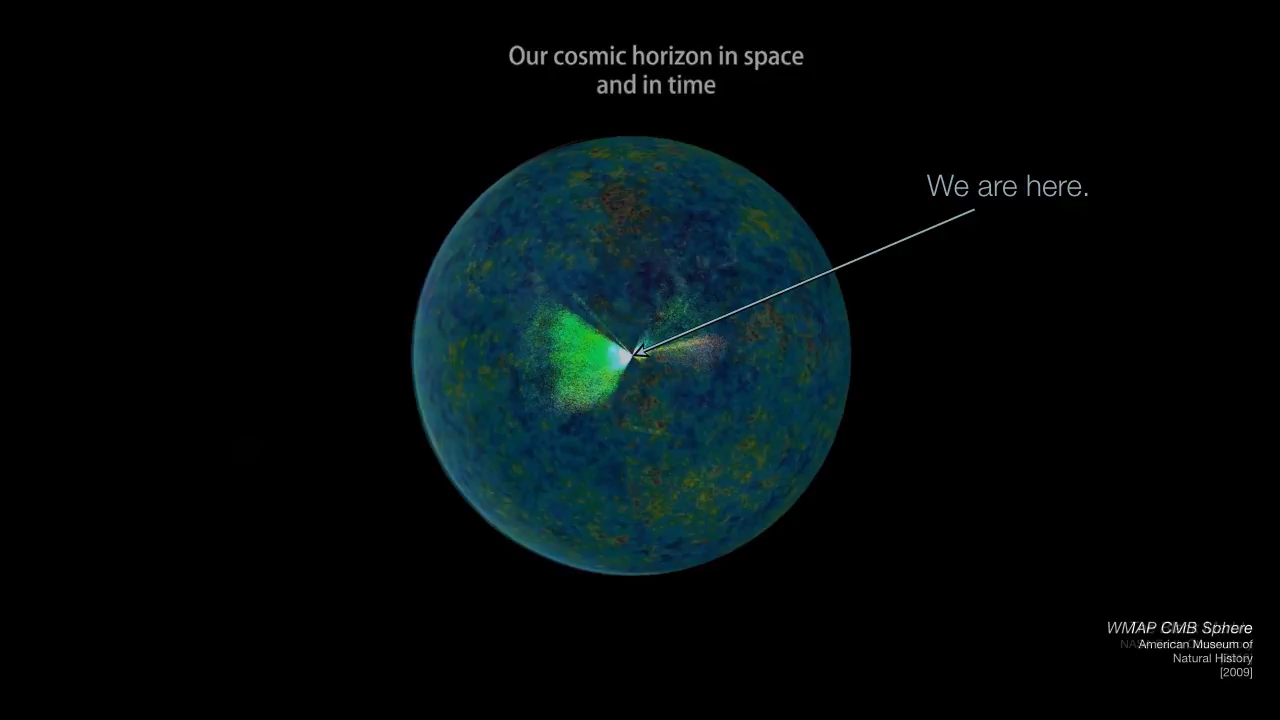 Our cosmic horizon in space
and in time
We are here.
WMAP CMB Sphere
American Museum of
Natural History
[2009]